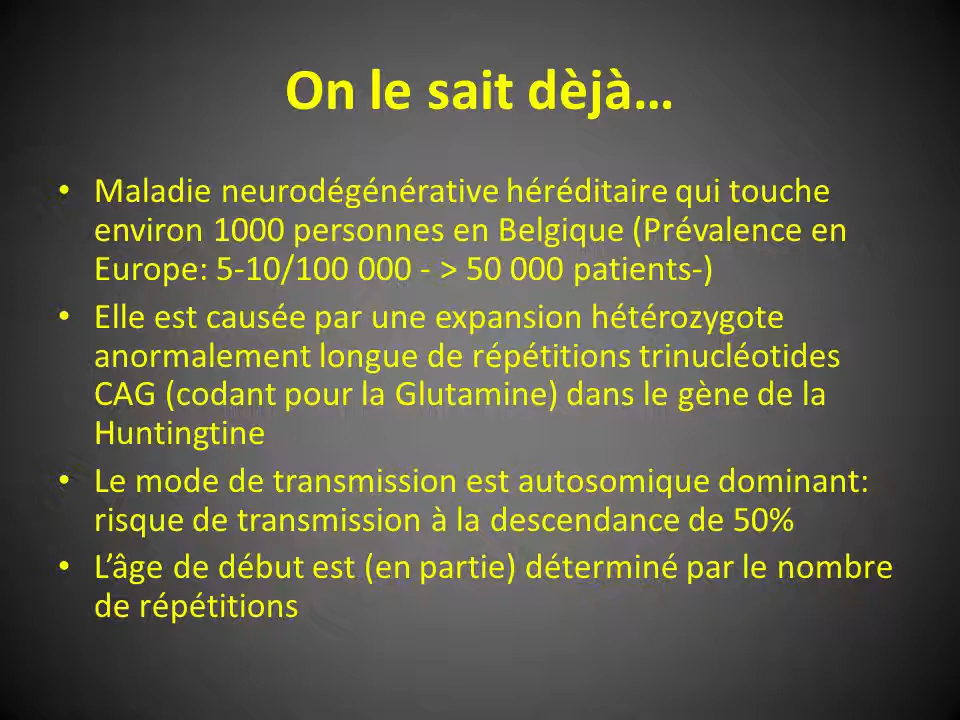 On le sait dèjà…
• Maladie neurodégénérative héréditaire qui touche
environ 1000 personnes en Belgique (Prévalence en
Europe: 5-10/100 000 - > 50 000 patients-)
• Elle est causée par une expansion hétérozygote
anormalement longue de répétitions trinucléotides
CAG (codant pour la Glutamine) dans le gène de la
Huntingtine
• Le mode de transmission est autosomique dominant:
risque de transmission à la descendance de 50%
• L’âge de début est (en partie) déterminé par le nombre
de répétitions